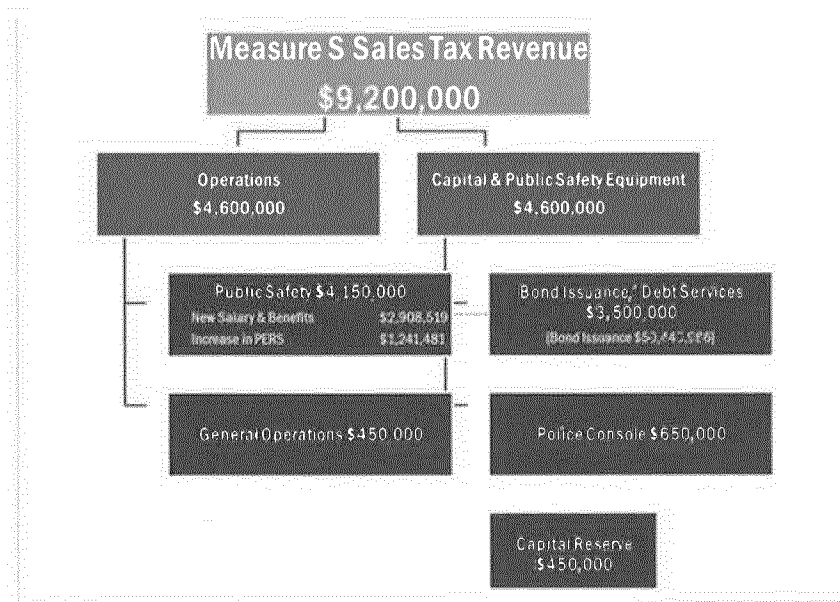 Measure S Sales Tax Revenue
$9,200,000
Operations
$4,600,000
Capital & Public Safety Equipment
$4,600,000
Public Safety $4,150,000
New Salary & Benefits $2,908,519
Increase in PERS $1,241,481
Bond Issuance/ Debt Services
$3,500,000
(Bond Issuance
General Operations $450,000
Police Console $650,000
Capital Reserve
$450,000